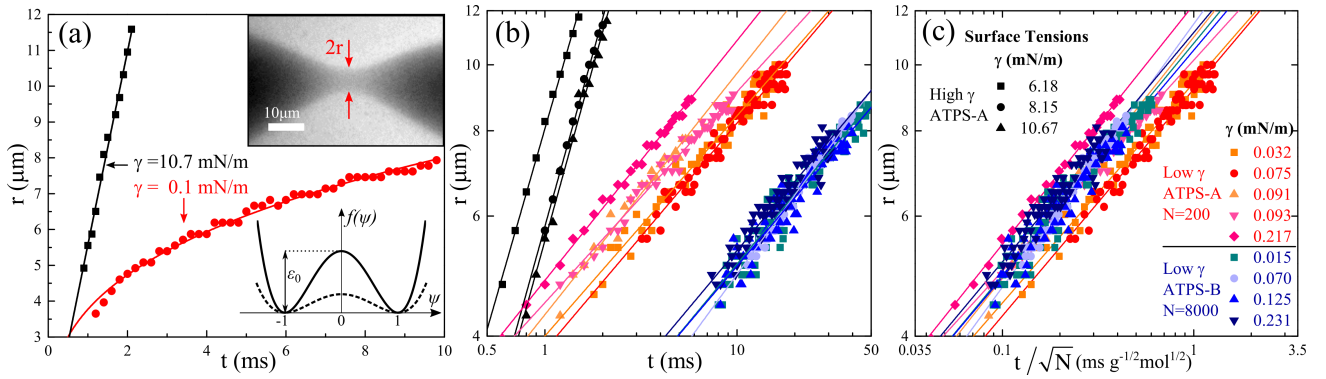 (a)
r (μm)
12
11
10
9
8
7
6
5
4
3
0
2
4
6
8
10
t (ms)
γ =10.7 mN/m
γ = 0.1 mN/m
2r
10μm
f(ψ)
ε0
-1
0
1
ψ
(b)
r (μm)
12
10
8
6
4
0.5
1
10
50
t (ms)
(c)
r (μm)
12
10
8
6
4
0.035
0.1
1
3.5
t /√N (ms g-1/2mol1/2)
Surface Tensions
γ (mN/m)
High γ
ATPS-A
6.18
8.15
10.67
γ (mN/m)
Low γ
ATPS-A
N=200
0.032
0.075
0.091
0.093
0.217
Low γ
ATPS-B
N=8000
0.015
0.070
0.125
0.231